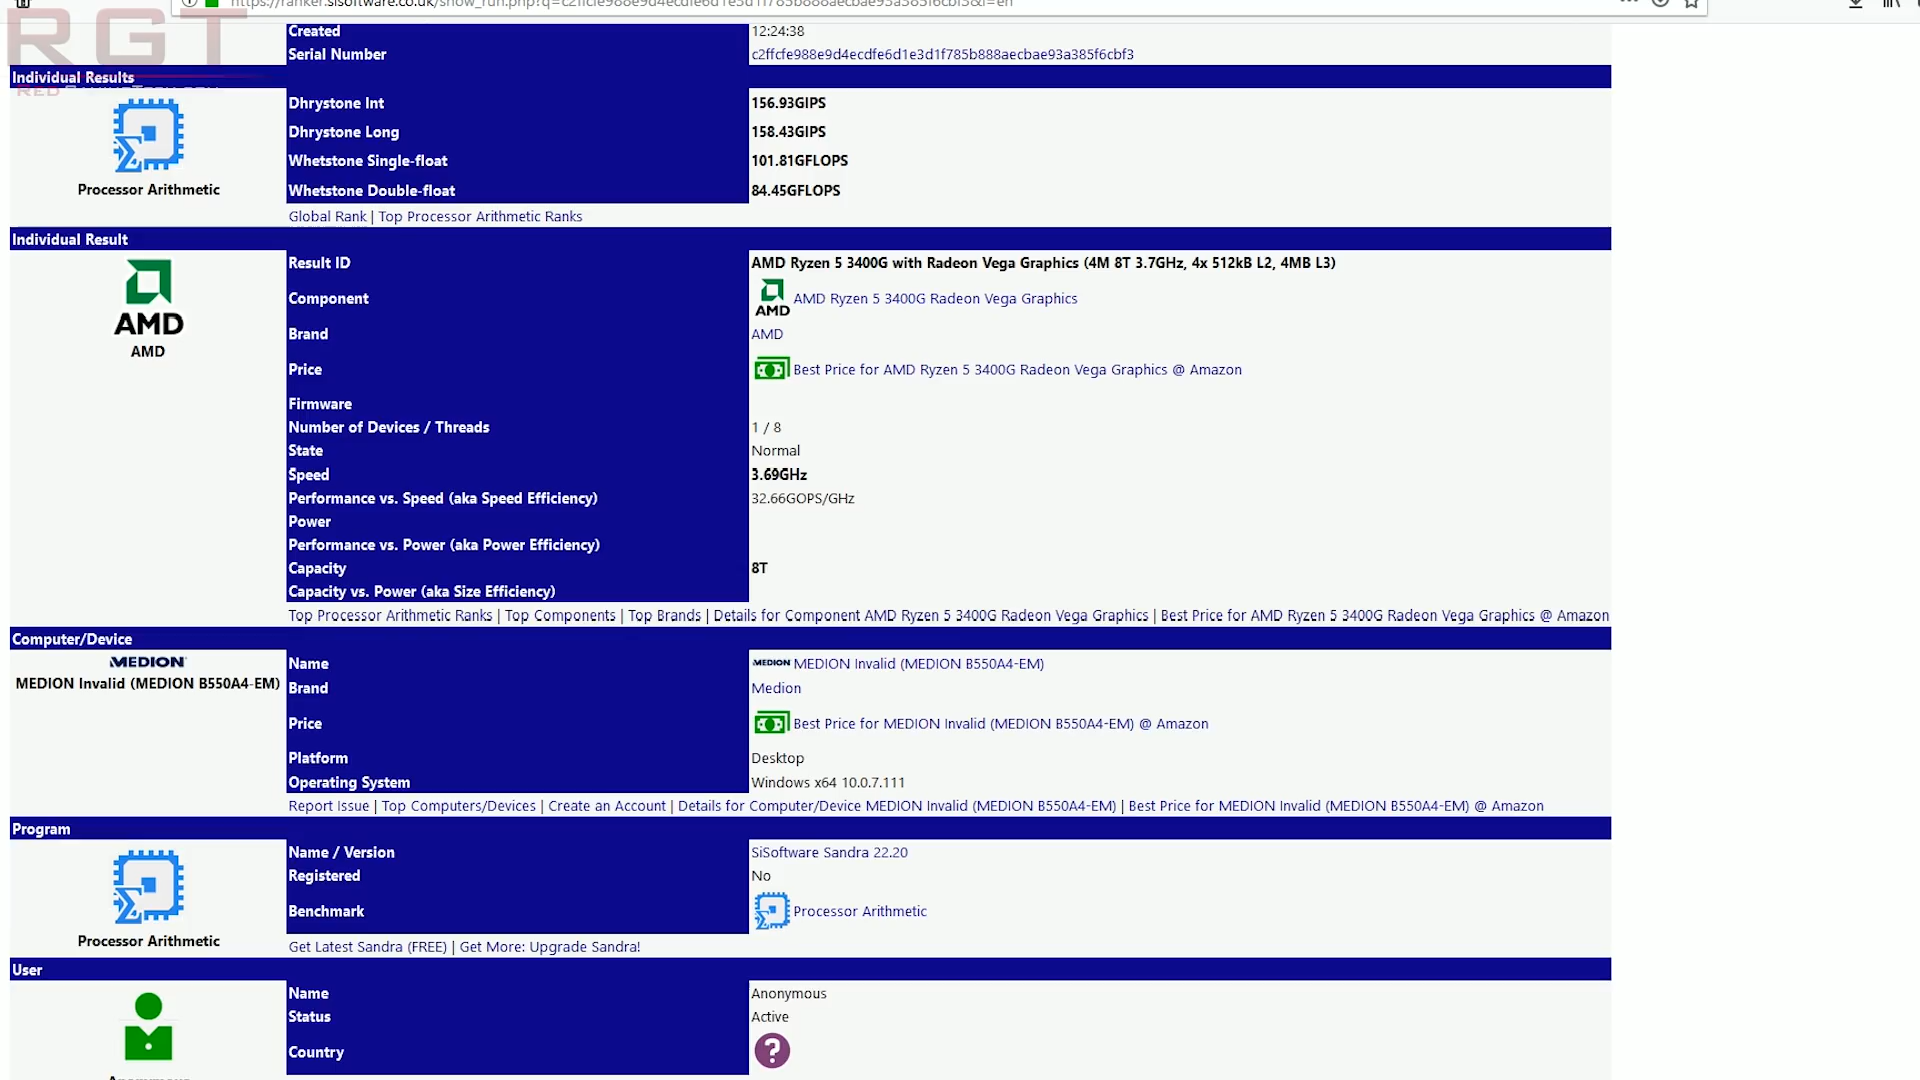 https://ranker.sisoftware.co.uk/show_run.php?q=c2ffcfe988e9d4ecdfe6d1e3d1f785b888aecbae93a385f6cbf3&l=en
RGT
Created 12:24:38
Serial Number c2ffcfe988e9d4ecdfe6d1e3d1f785b888aecbae93a385f6cbf3
Individual Results
Dhrystone Int 156.93GIPS
Dhrystone Long 158.43GIPS
Whetstone Single-float 101.81GFLOPS
Whetstone Double-float 84.45GFLOPS
Processor Arithmetic
Global Rank | Top Processor Arithmetic Ranks
Individual Result
Result ID AMD Ryzen 5 3400G with Radeon Vega Graphics (4M 8T 3.7GHz, 4x 512kB L2, 4MB L3)
Component AMD AMD Ryzen 5 3400G Radeon Vega Graphics
AMD
AMD
Brand AMD
Price Best Price for AMD Ryzen 5 3400G Radeon Vega Graphics @ Amazon
Firmware
Number of Devices / Threads 1 / 8
State Normal
Speed 3.69GHz
Performance vs. Speed (aka Speed Efficiency) 32.66GOPS/GHz
Power
Performance vs. Power (aka Power Efficiency)
Capacity 8T
Capacity vs. Power (aka Size Efficiency)
Top Processor Arithmetic Ranks | Top Components | Top Brands | Details for Component AMD Ryzen 5 3400G Radeon Vega Graphics | Best Price for AMD Ryzen 5 3400G Radeon Vega Graphics @ Amazon
Computer/Device
MEDION
MEDION Invalid (MEDION B550A4-EM)
Name MEDION MEDION Invalid (MEDION B550A4-EM)
Brand Medion
Price Best Price for MEDION Invalid (MEDION B550A4-EM) @ Amazon
Platform Desktop
Operating System Windows x64 10.0.7.111
Report Issue | Top Computers/Devices | Create an Account | Details for Computer/Device MEDION Invalid (MEDION B550A4-EM) | Best Price for MEDION Invalid (MEDION B550A4-EM) @ Amazon
Program
Name / Version SiSoftware Sandra 22.20
Registered No
Benchmark Processor Arithmetic
Processor Arithmetic
Get Latest Sandra (FREE) | Get More: Upgrade Sandra!
User
Name Anonymous
Status Active
Country ?